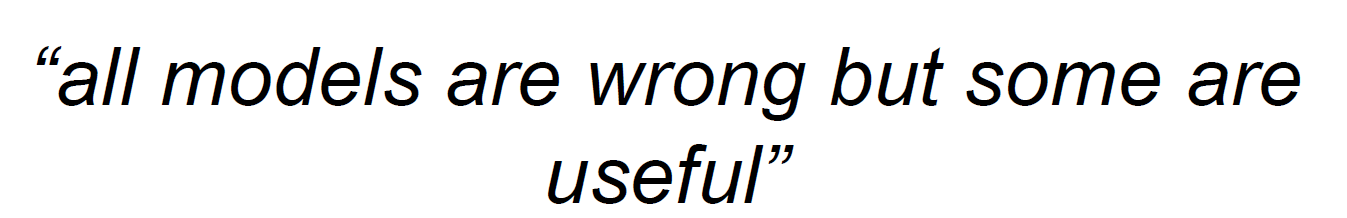 “all models are wrong but some are
useful”